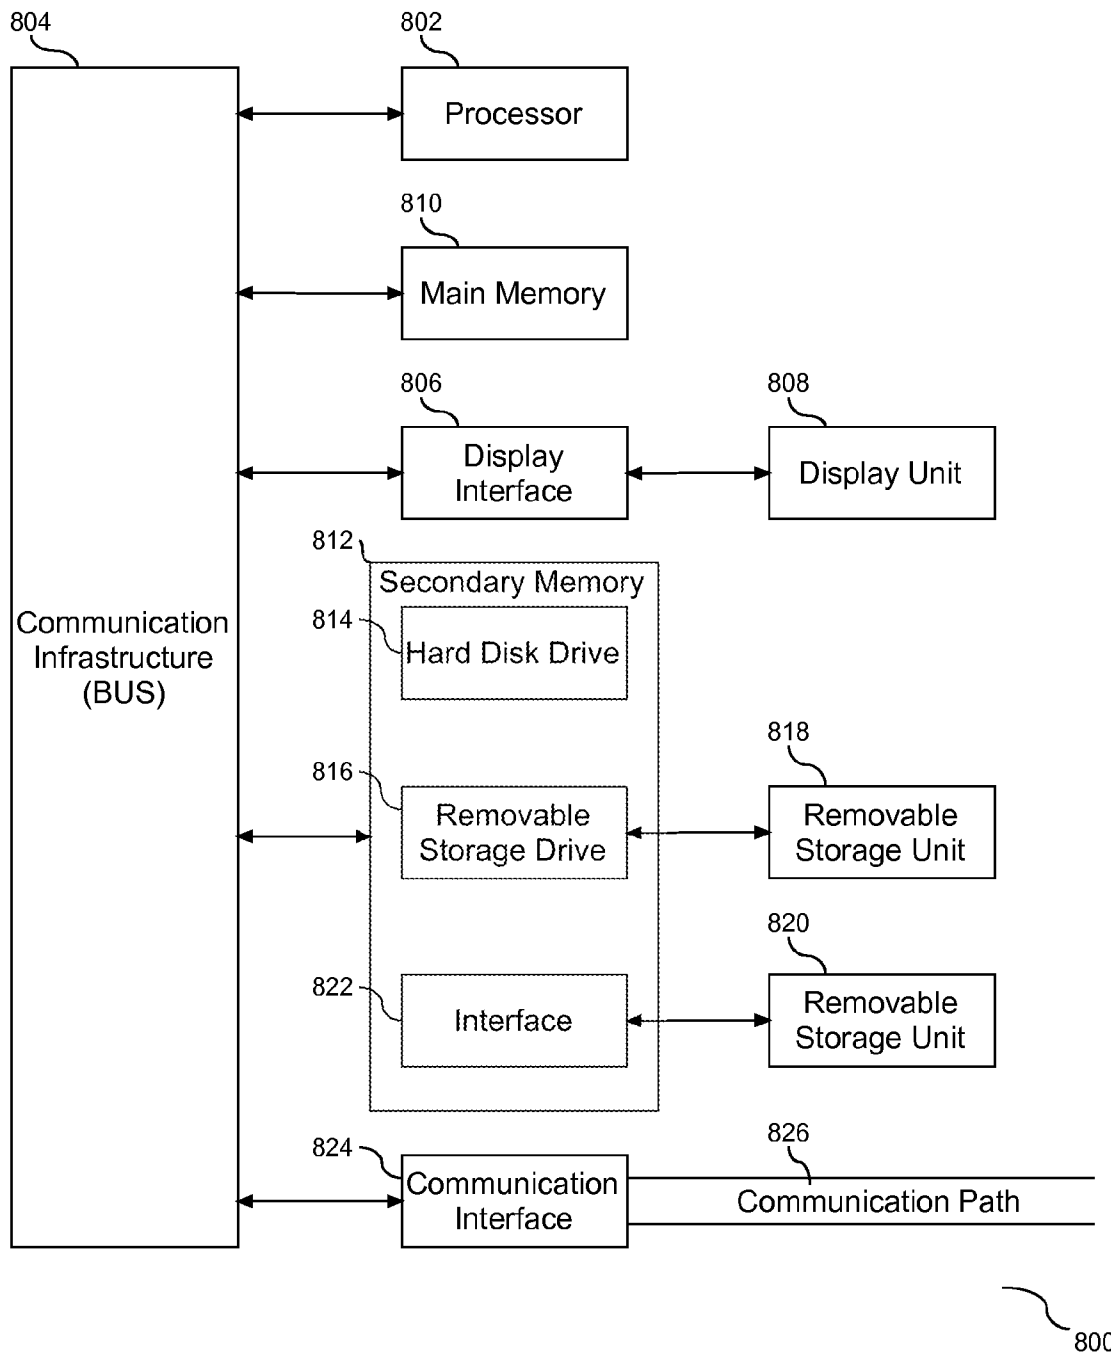 804
802
Processor
810
Main Memory
806
808
Display
Interface
Display Unit
812
Secondary Memory
814
Hard Disk Drive
Communication
Infrastructure
(BUS)
816
818
Removable
Storage Drive
Removable
Storage Unit
822
820
Interface
Removable
Storage Unit
824
826
Communication
Interface
Communication Path
800